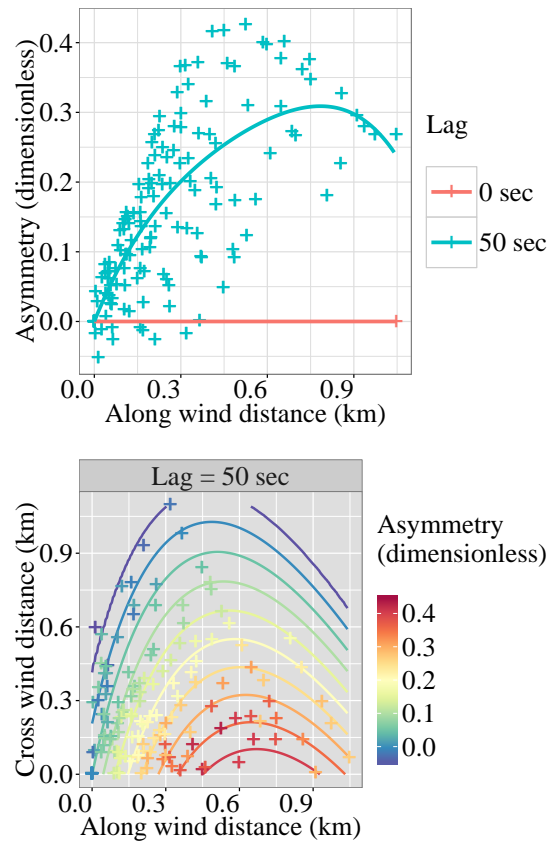 0.4
0.3
0.2
0.1
0.0
Asymmetry (dimensionless)
0.0 0.3 0.6 0.9
Along wind distance (km)
Lag
0 sec
50 sec
Lag = 50 sec
0.9
0.6
0.3
0.0
Cross wind distance (km)
0.0 0.3 0.6 0.9
Along wind distance (km)
Asymmetry
(dimensionless)
0.4
0.3
0.2
0.1
0.0